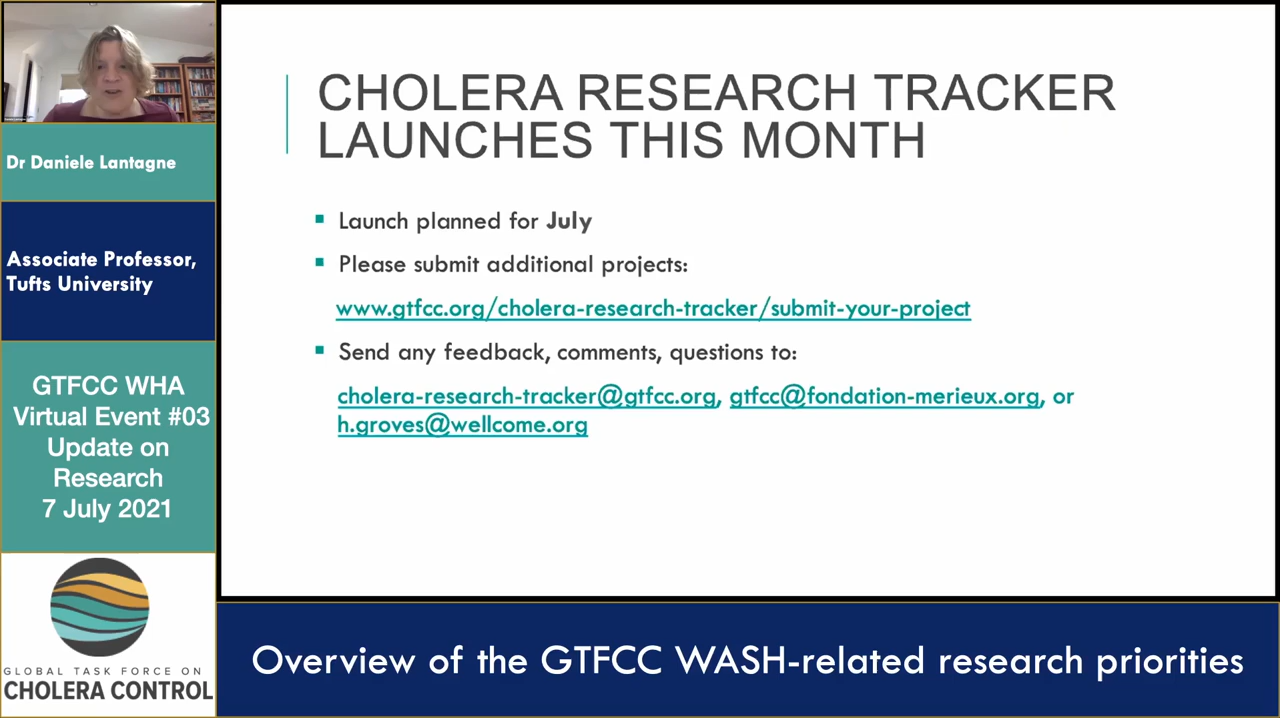 Dr Daniele Lantagne
Associate Professor,
Tufts University
GTFCC WHA
Virtual Event #03
Update on
Research
7 July 2021
GLOBAL TASK FORCE ON
CHOLERA CONTROL
CHOLERA RESEARCH TRACKER
LAUNCHES THIS MONTH
Launch planned for July
Please submit additional projects:
www.gtfcc.org/cholera-research-tracker/submit-your-project
Send any feedback, comments, questions to:
cholera-research-tracker@gtfcc.org, gtfcc@fondation-merieux.org, or
h.groves@wellcome.org
Overview of the GTFCC WASH-related research priorities